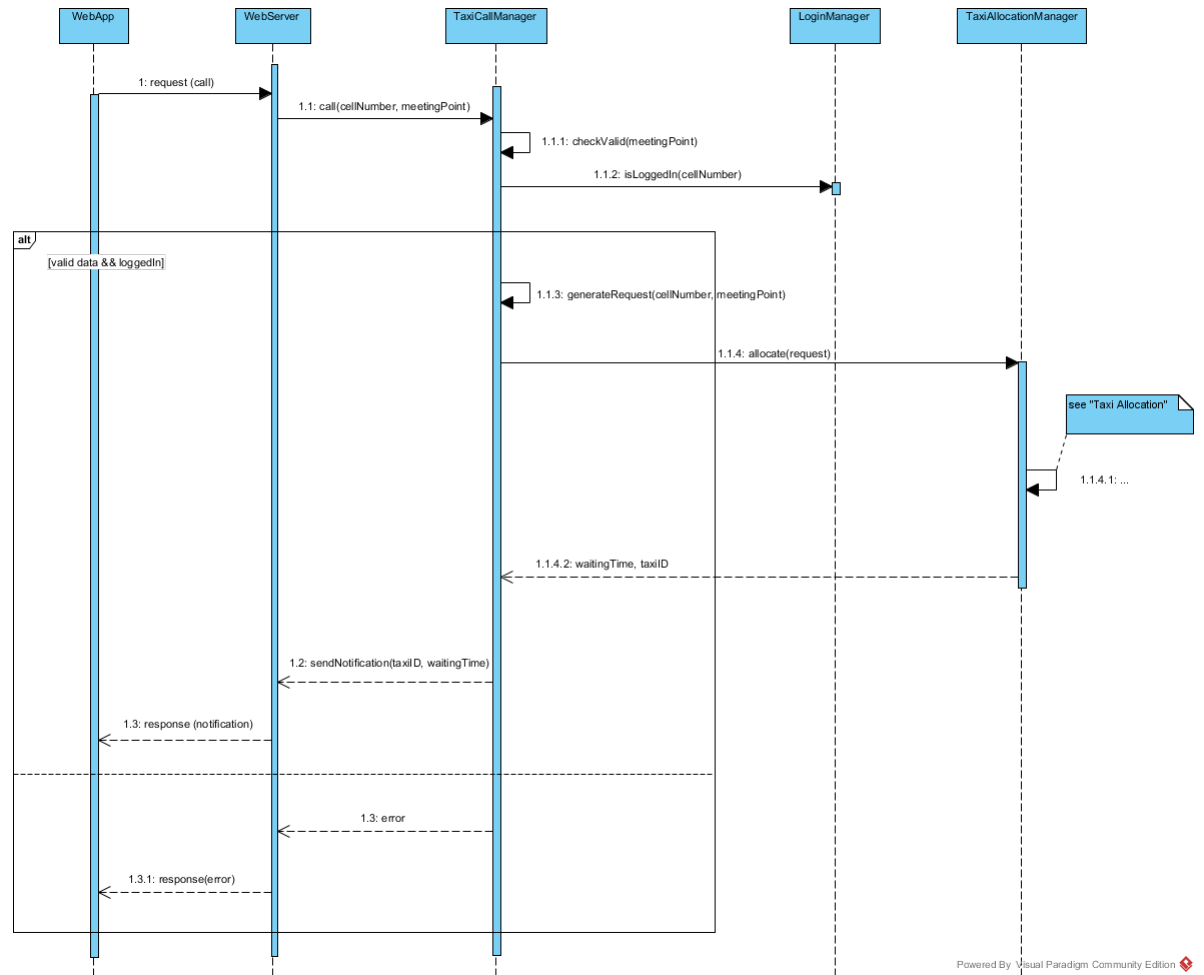 WebApp
WebServer
TaxiCallManager
LoginManager
TaxiAllocationManager
1: request (call)
1.1: call(cellNumber, meetingPoint)
1.1.1: checkValid(meetingPoint)
1.1.2: isLoggedIn(cellNumber)
alt
[valid data && loggedIn]
1.1.3: generateRequest(cellNumber, meetingPoint)
1.1.4: allocate(request)
see "Taxi Allocation"
1.1.4.1: ...
1.1.4.2: waitingTime, taxiID
1.2: sendNotification(taxiID, waitingTime)
1.3: response (notification)
1.3: error
1.3.1: response(error)
Powered By Visual Paradigm Community Edition